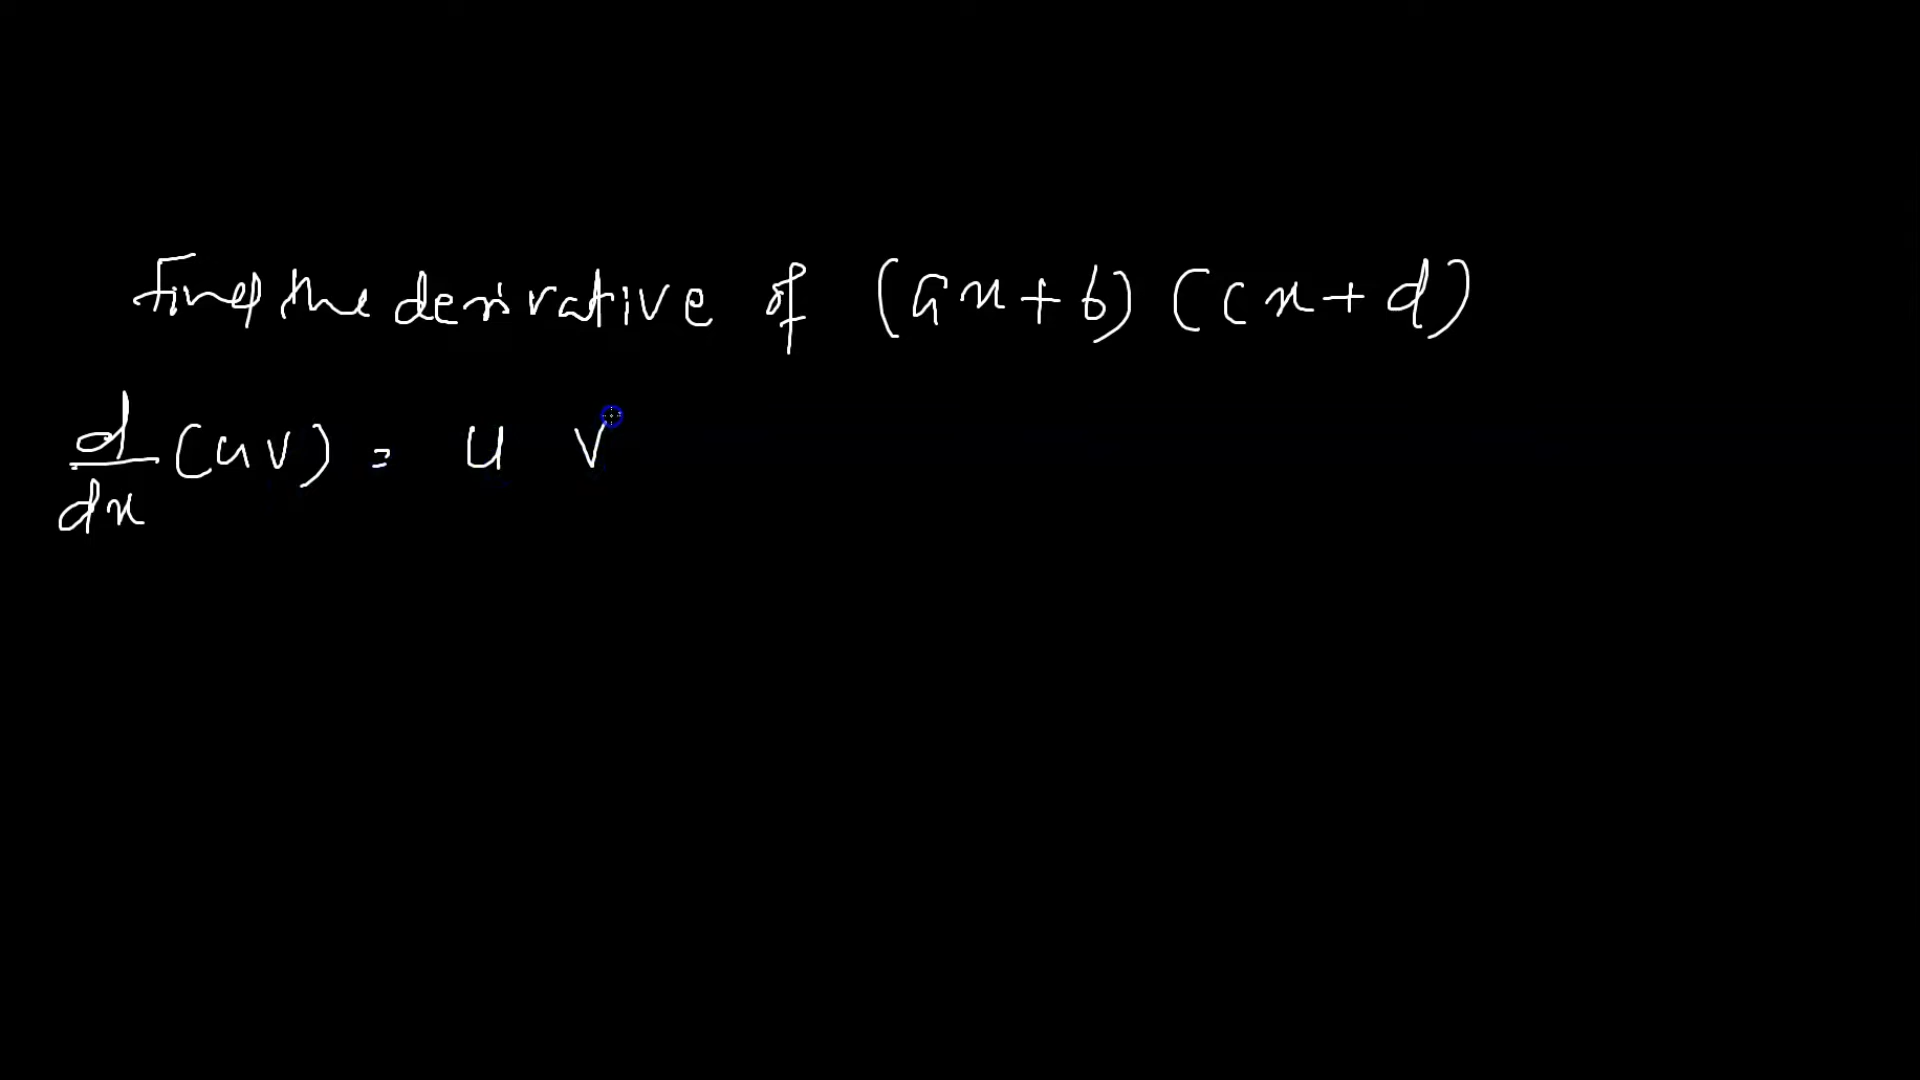 Find the derivative of (ax+b) (cx+d)
d/dx (uv) = u v